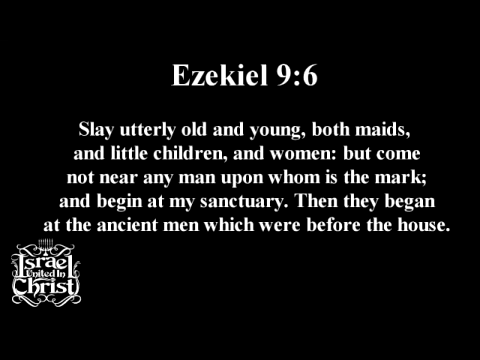 Ezekiel 9:6
Slay utterly old and young, both maids,
and little children, and women: but come
not near any man upon whom is the mark;
and begin at my sanctuary. Then they began
at the ancient men which were before the house.
Israel
United In
Christ